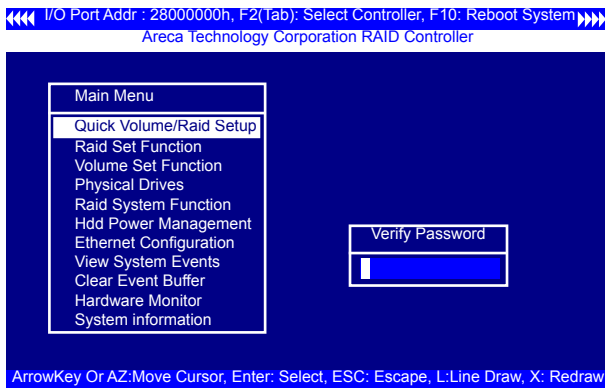 I/O Port Addr : 28000000h, F2(Tab): Select Controller, F10: Reboot System
Areca Technology Corporation RAID Controller
Main Menu
Quick Volume/Raid Setup
Raid Set Function
Volume Set Function
Physical Drives
Raid System Function
Hdd Power Management
Ethernet Configuration
View System Events
Clear Event Buffer
Hardware Monitor
System information
Verify Password
ArrowKey Or AZ:Move Cursor, Enter: Select, ESC: Escape, L:Line Draw, X: Redraw